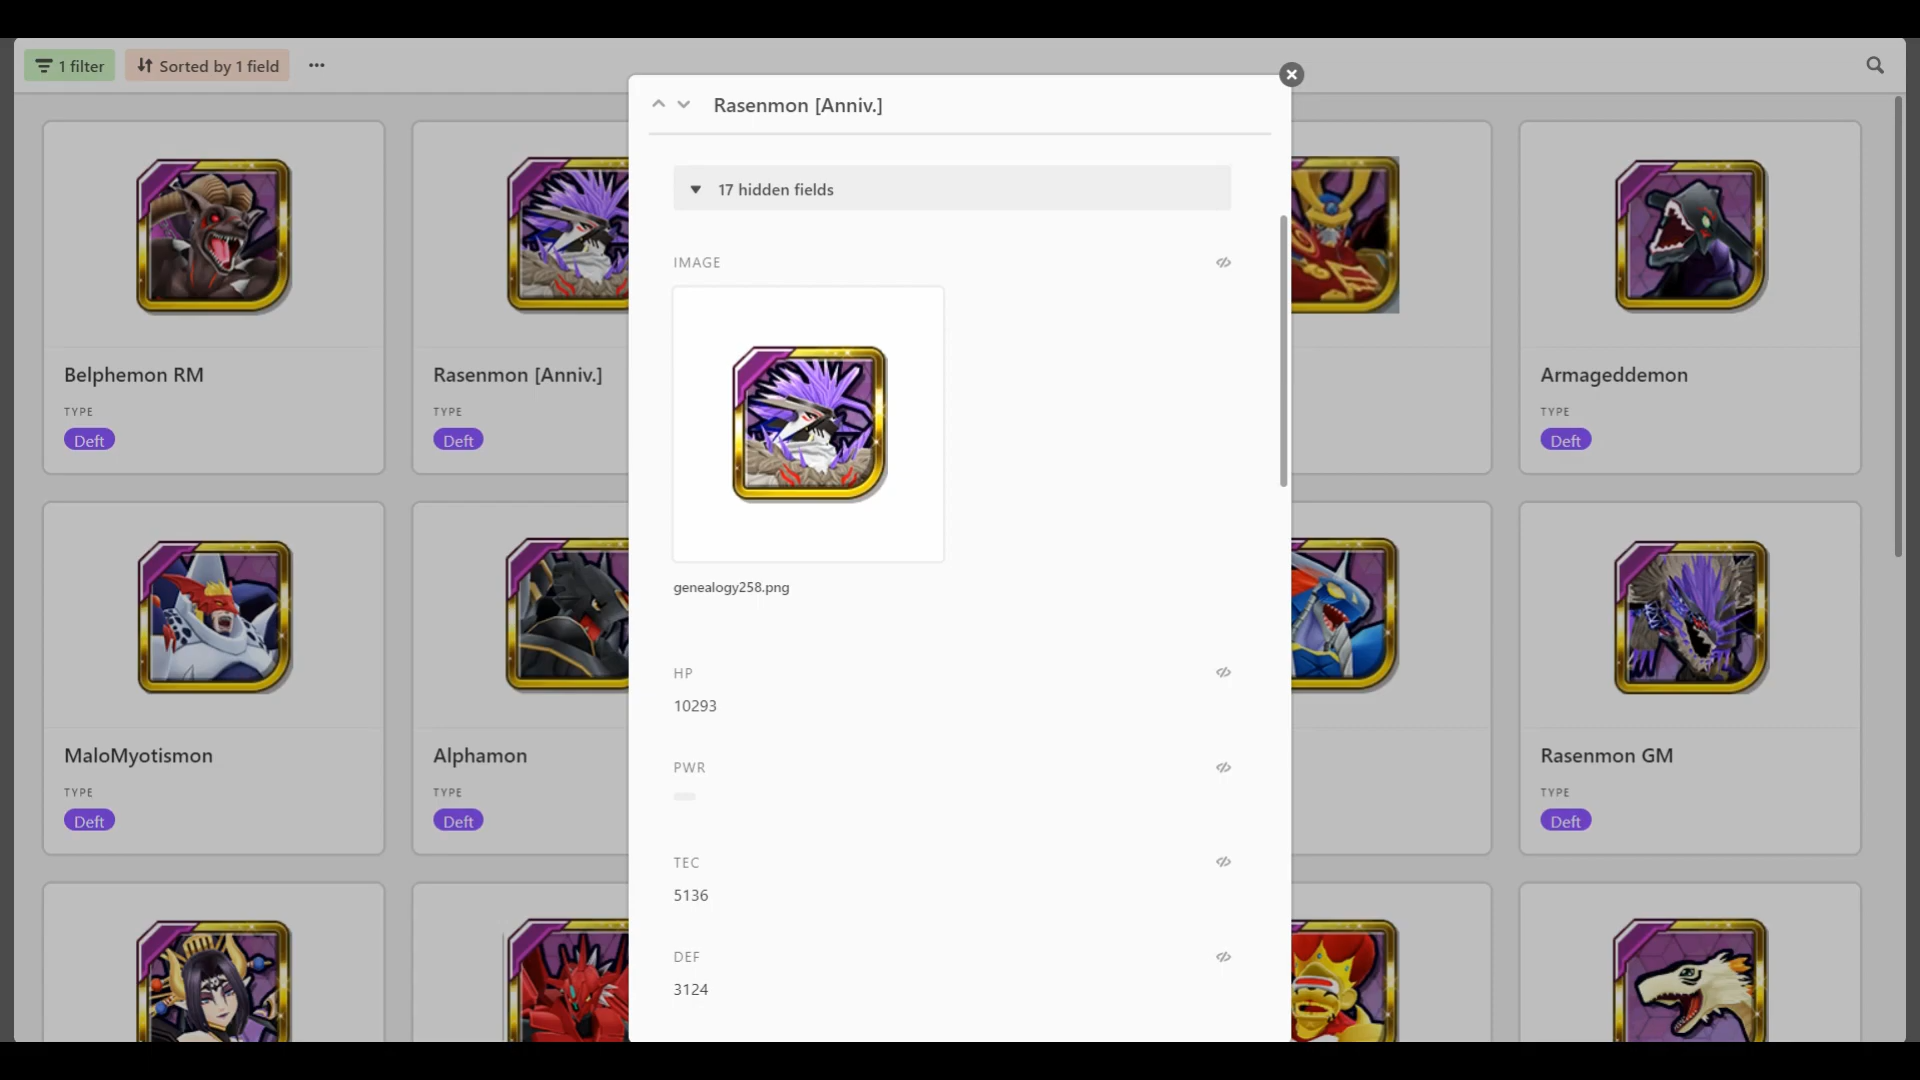 1 filter
Sorted by 1 field
Rasenmon [Anniv.]
17 hidden fields
IMAGE
genealogy258.png
HP
10293
PWR
TEC
5136
DEF
3124
Belphemon RM
TYPE
Deft
Rasenmon [Anniv.]
TYPE
Deft
Armageddemon
TYPE
Deft
MaloMyotismon
TYPE
Deft
Alphamon
TYPE
Deft
Rasenmon GM
TYPE
Deft